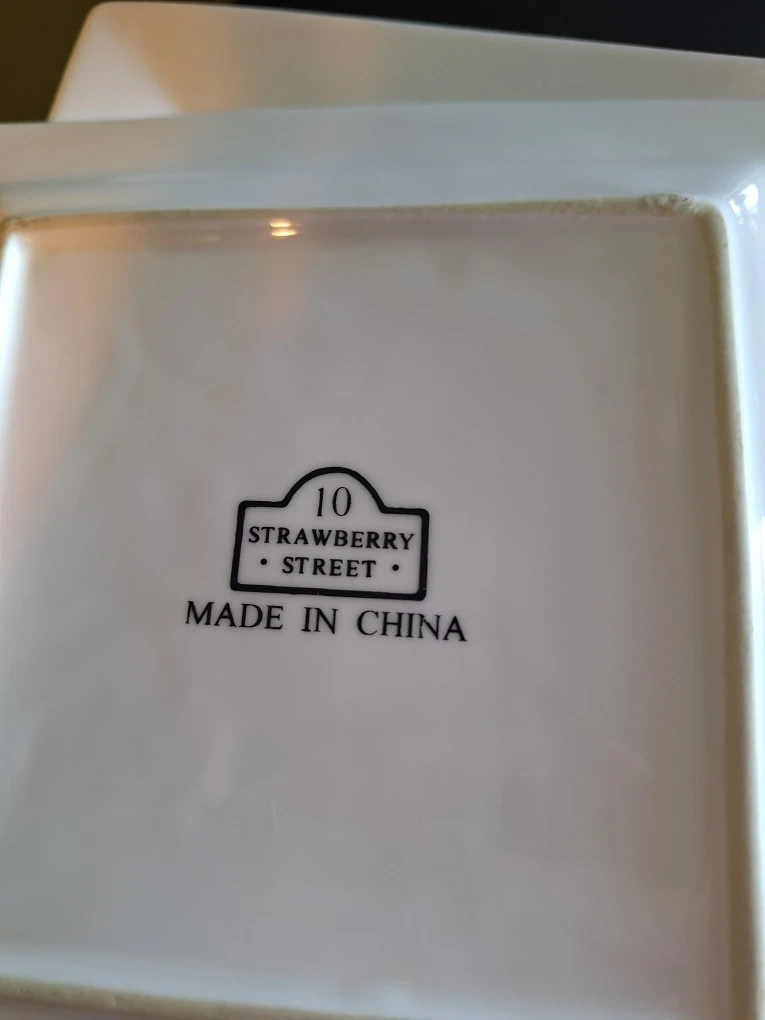 10
STRAWBERRY
• STREET •
MADE IN CHINA